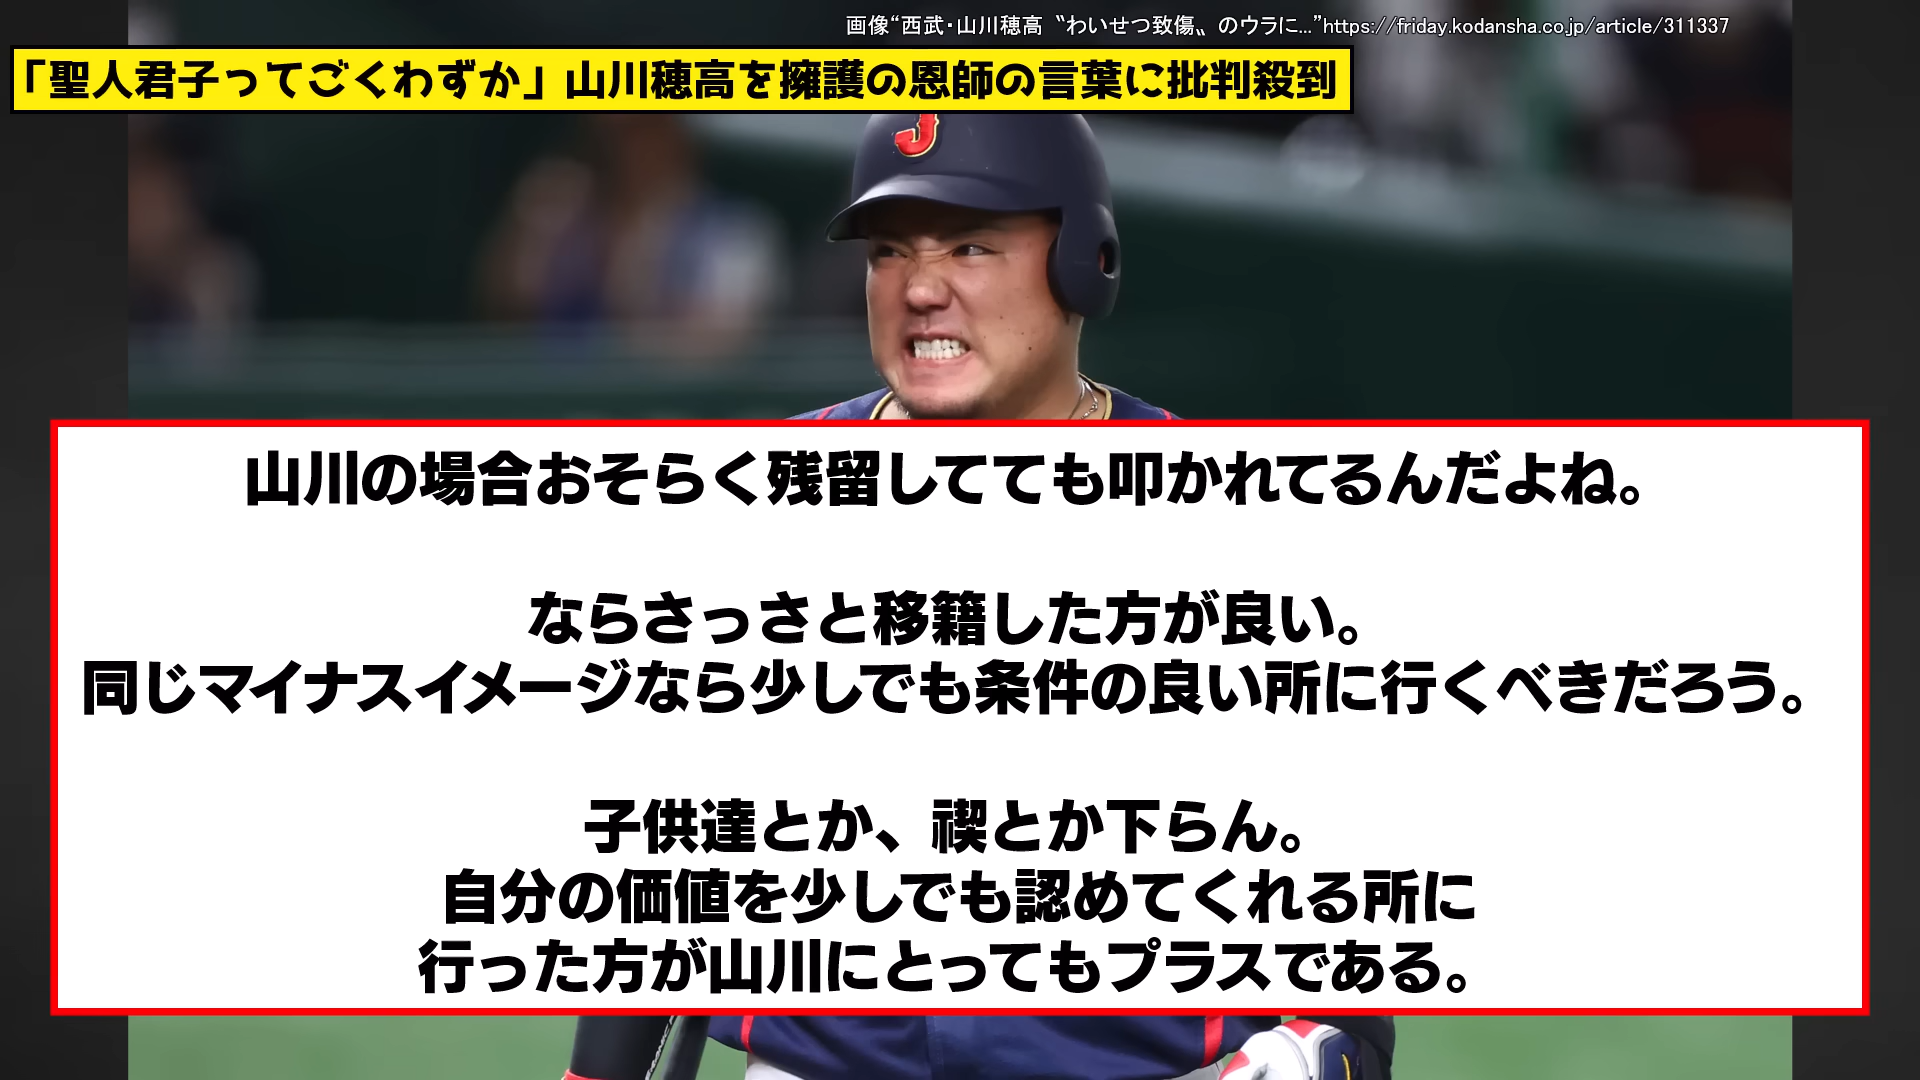 画像“西武・山川穂高〝わいせつ致傷〟のウラに…”https://friday.kodansha.co.jp/article/311337
「聖人君子ってごくわずか」山川穂高を擁護の恩師の言葉に批判殺到
J
山川の場合おそらく残留してても叩かれてるんだよね。
ならさっさと移籍した方が良い。
同じマイナスイメージなら少しでも条件の良い所に行くべきだろう。
子供達とか、禊とか下らん。
自分の価値を少しでも認めてくれる所に
行った方が山川にとってもプラスである。